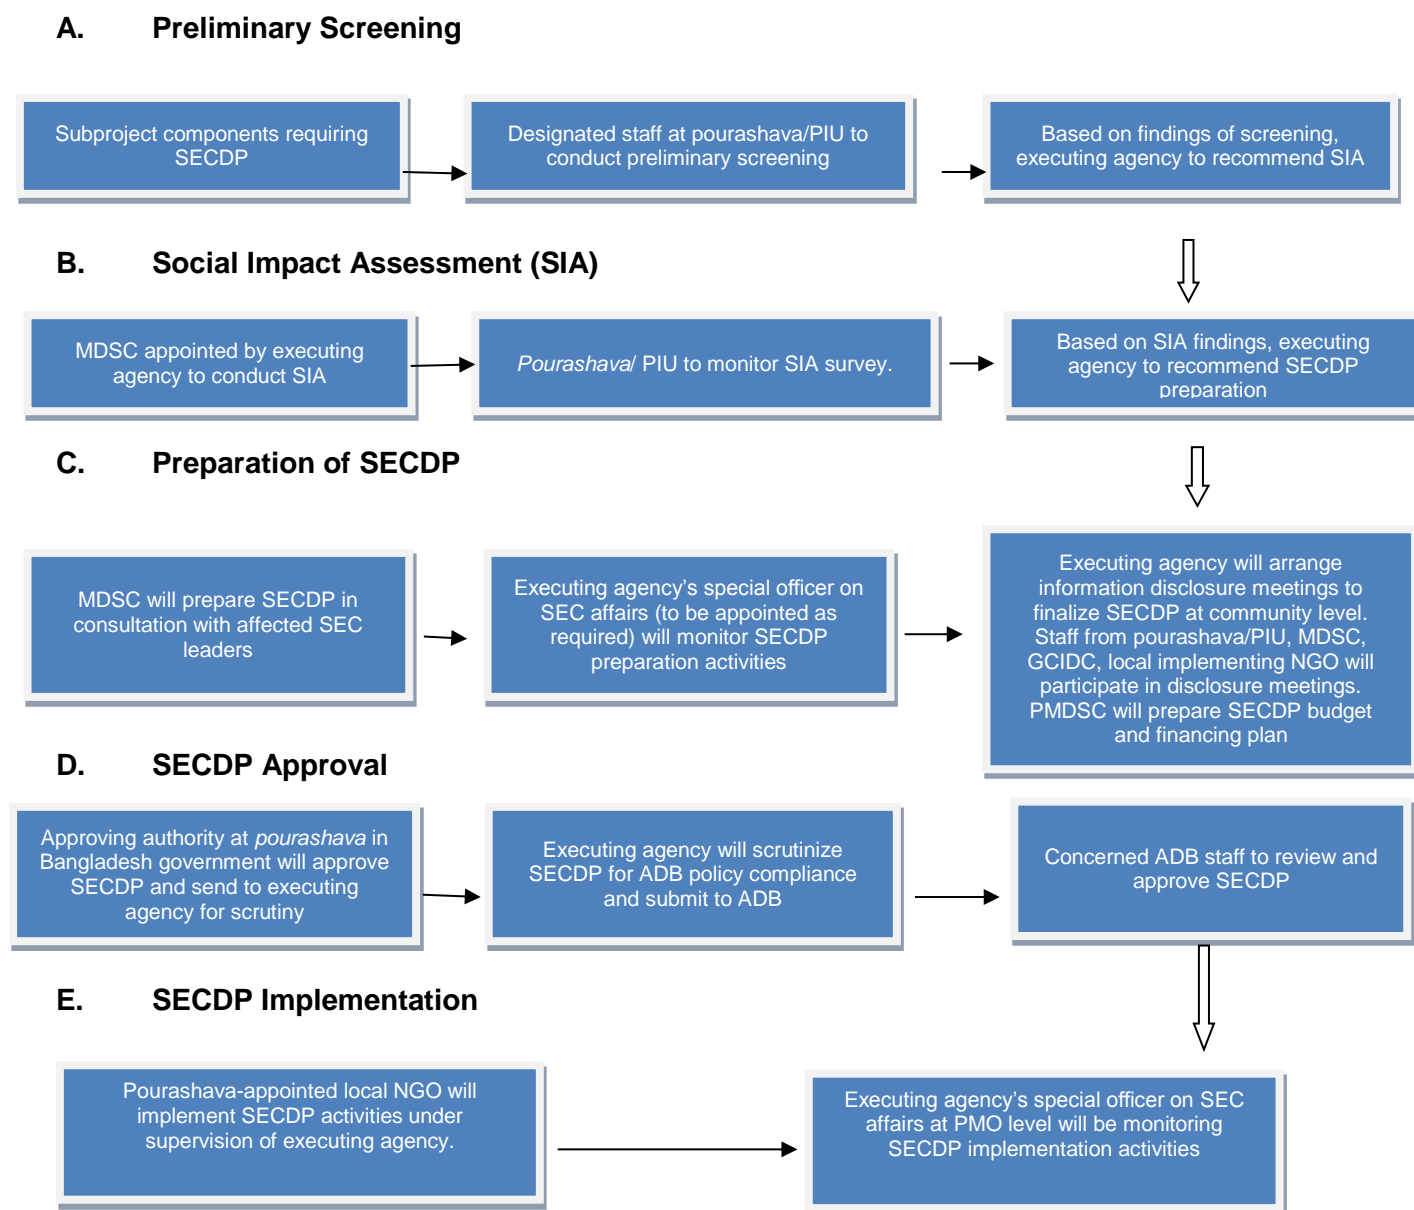 A. Preliminary Screening
Subproject components requiring
SECDP
Designated staff at pourashava/PIU to
conduct preliminary screening
Based on findings of screening,
executing agency to recommend SIA
B. Social Impact Assessment (SIA)
MDSC appointed by executing
agency to conduct SIA
Pourashava/ PIU to monitor SIA survey.
Based on SIA findings, executing
agency to recommend SECDP
preparation
C. Preparation of SECDP
MDSC will prepare SECDP in
consultation with affected SEC
leaders
Executing agency's special officer on
SEC affairs (to be appointed as
required) will monitor SECDP
preparation activities
Executing agency will arrange
information disclosure meetings to
finalize SECDP at community level.
Staff from pourashava/PIU, MDSC,
GCIDC, local implementing NGO will
participate in disclosure meetings.
PMDSC will prepare SECDP budget
and financing plan
D. SECDP Approval
Approving authority at pourashava in
Bangladesh government will approve
SECDP and send to executing
agency for scrutiny
Executing agency will scrutinize
SECDP for ADB policy compliance
and submit to ADB
Concerned ADB staff to review and
approve SECDP
E. SECDP Implementation
Pourashava-appointed local NGO will
implement SECDP activities under
supervision of executing agency.
Executing agency's special officer on SEC
affairs at PMO level will be monitoring
SECDP implementation activities